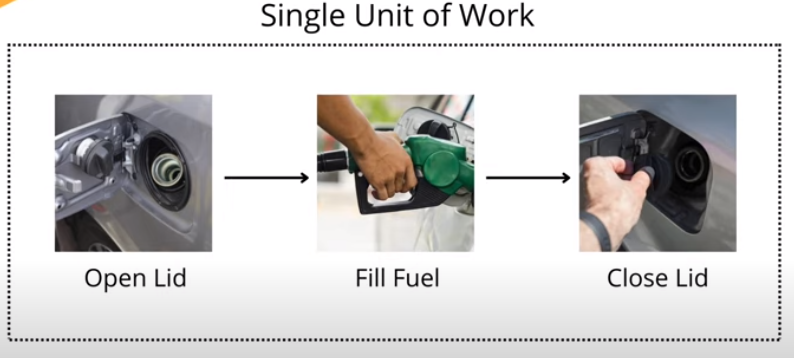 Single Unit of Work
Open Lid
Fill Fuel
Close Lid